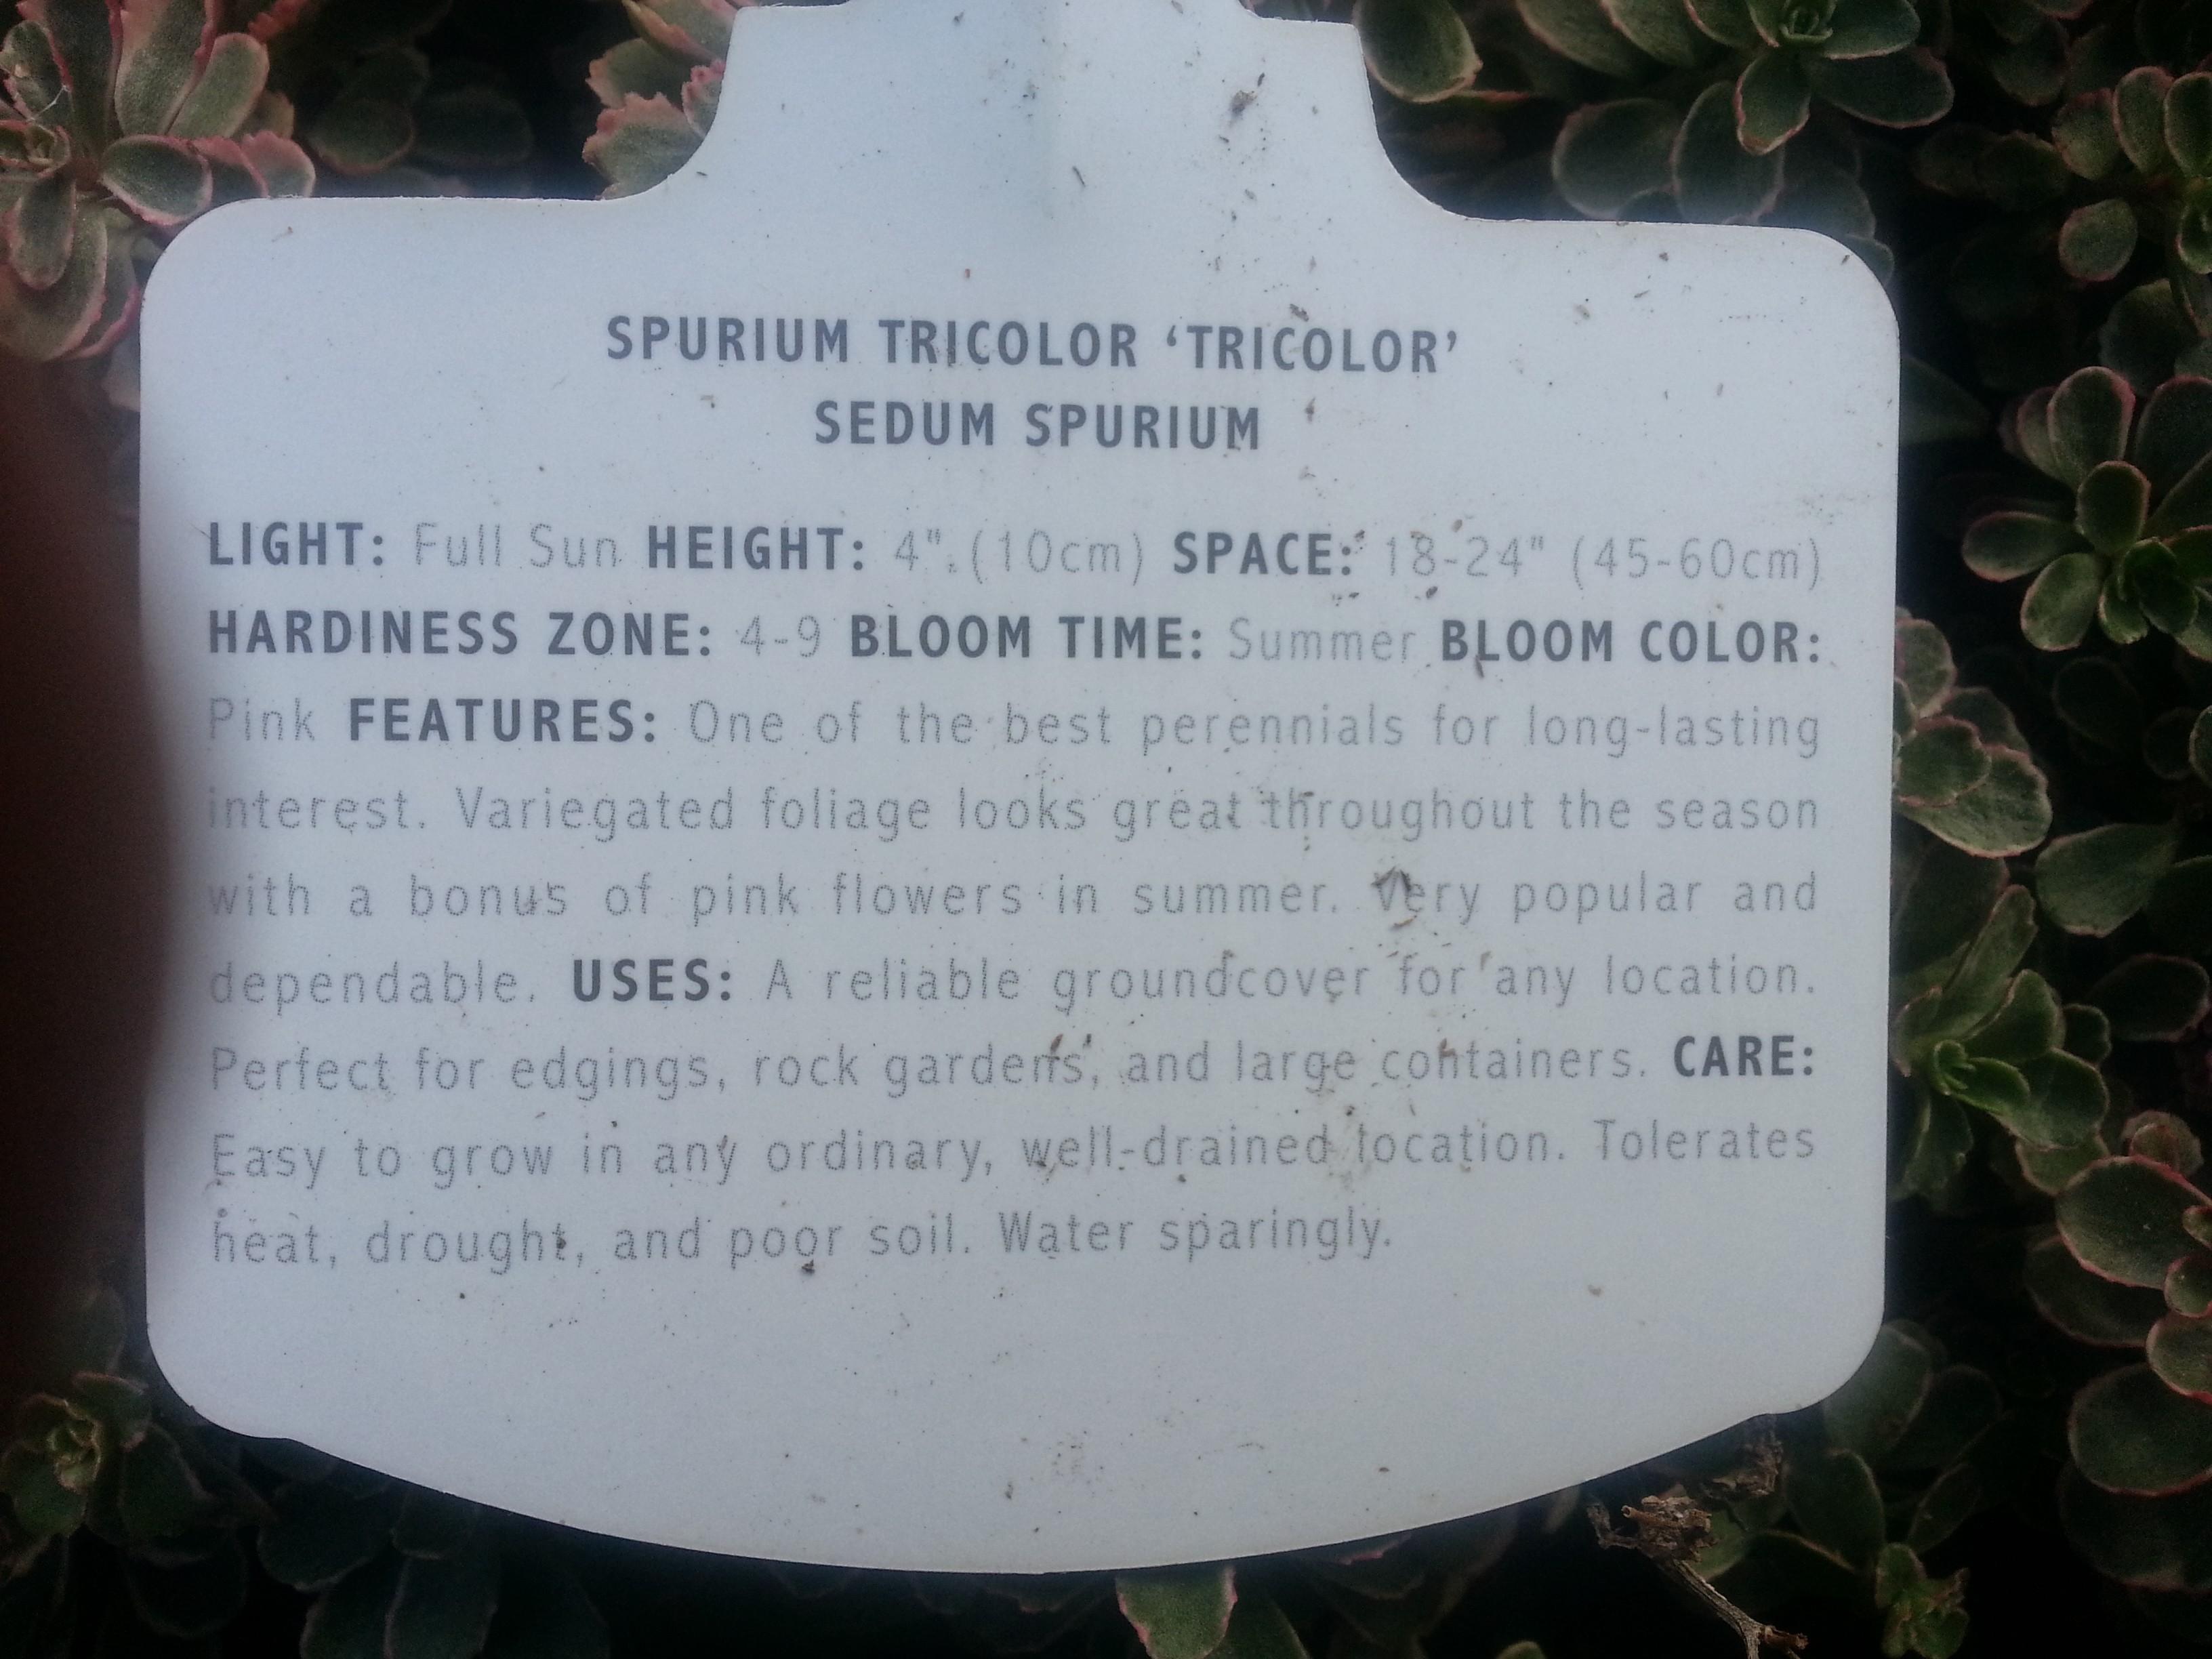 SPURIUM TRICOLOR ‘TRICOLOR’
SEDUM SPURIUM
LIGHT: Full Sun HEIGHT: 4" (10cm) SPACE: 18-24" (45-60cm)
HARDINESS ZONE: 4-9 BLOOM TIME: Summer BLOOM COLOR:
Pink FEATURES: One of the best perennials for long-lasting
interest. Variegated foliage looks great throughout the season
with a bonus of pink flowers in summer. Very popular and
dependable. USES: A reliable groundcover for any location.
Perfect for edgings, rock gardens, and large containers. CARE:
Easy to grow in any ordinary, well-drained location. Tolerates
heat, drought, and poor soil. Water sparingly.